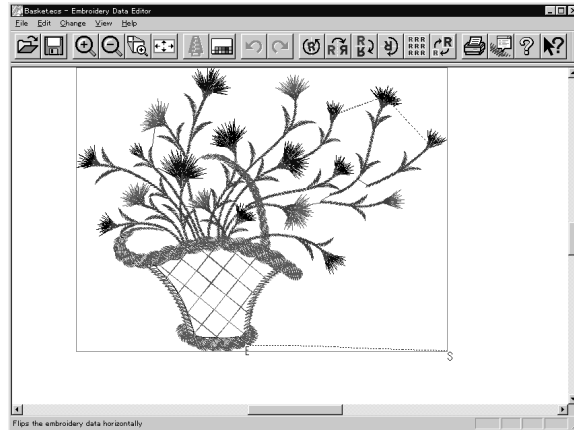 Basket.ecs - Embroidery Data Editor
File Edit Change View Help
E
S
Flips the embroidery data horizontally